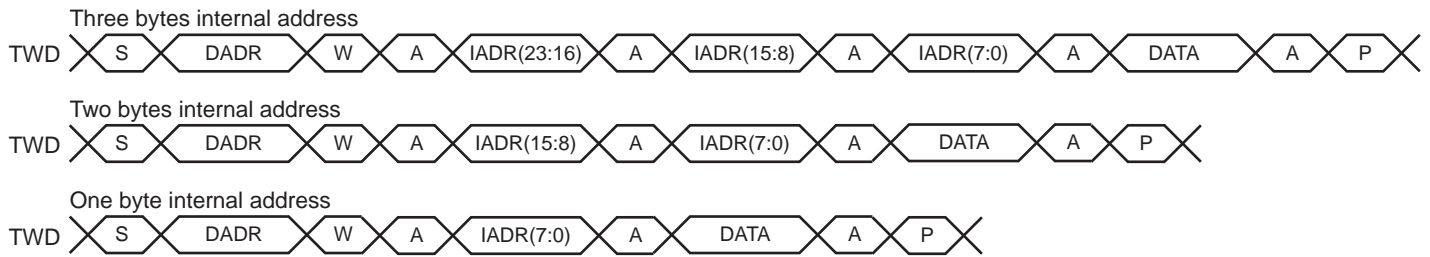 Three bytes internal address
TWD S DADR W A IADR(23:16) A IADR(15:8) A IADR(7:0) A DATA A P
Two bytes internal address
TWD S DADR W A IADR(15:8) A IADR(7:0) A DATA A P
One byte internal address
TWD S DADR W A IADR(7:0) A DATA A P